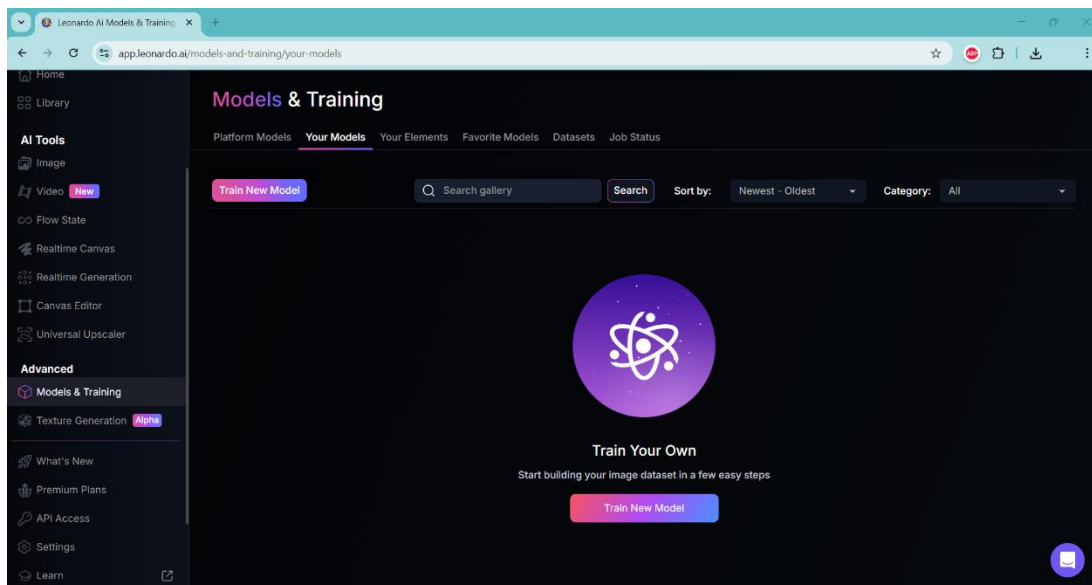 Leonardo Ai Models & Training
app.leonardo.ai/models-and-training/your-models
ABP
Home
Library
AI Tools
Image
Video New
Flow State
Realtime Canvas
Realtime Generation
Canvas Editor
Universal Upscaler
Advanced
Models & Training
Texture Generation Alpha
What's New
Premium Plans
API Access
Settings
Learn
Models & Training
Platform Models Your Models Your Elements Favorite Models Datasets Job Status
Train New Model Search gallery Search Sort by: Newest - Oldest Category: All
Train Your Own
Start building your image dataset in a few easy steps
Train New Model